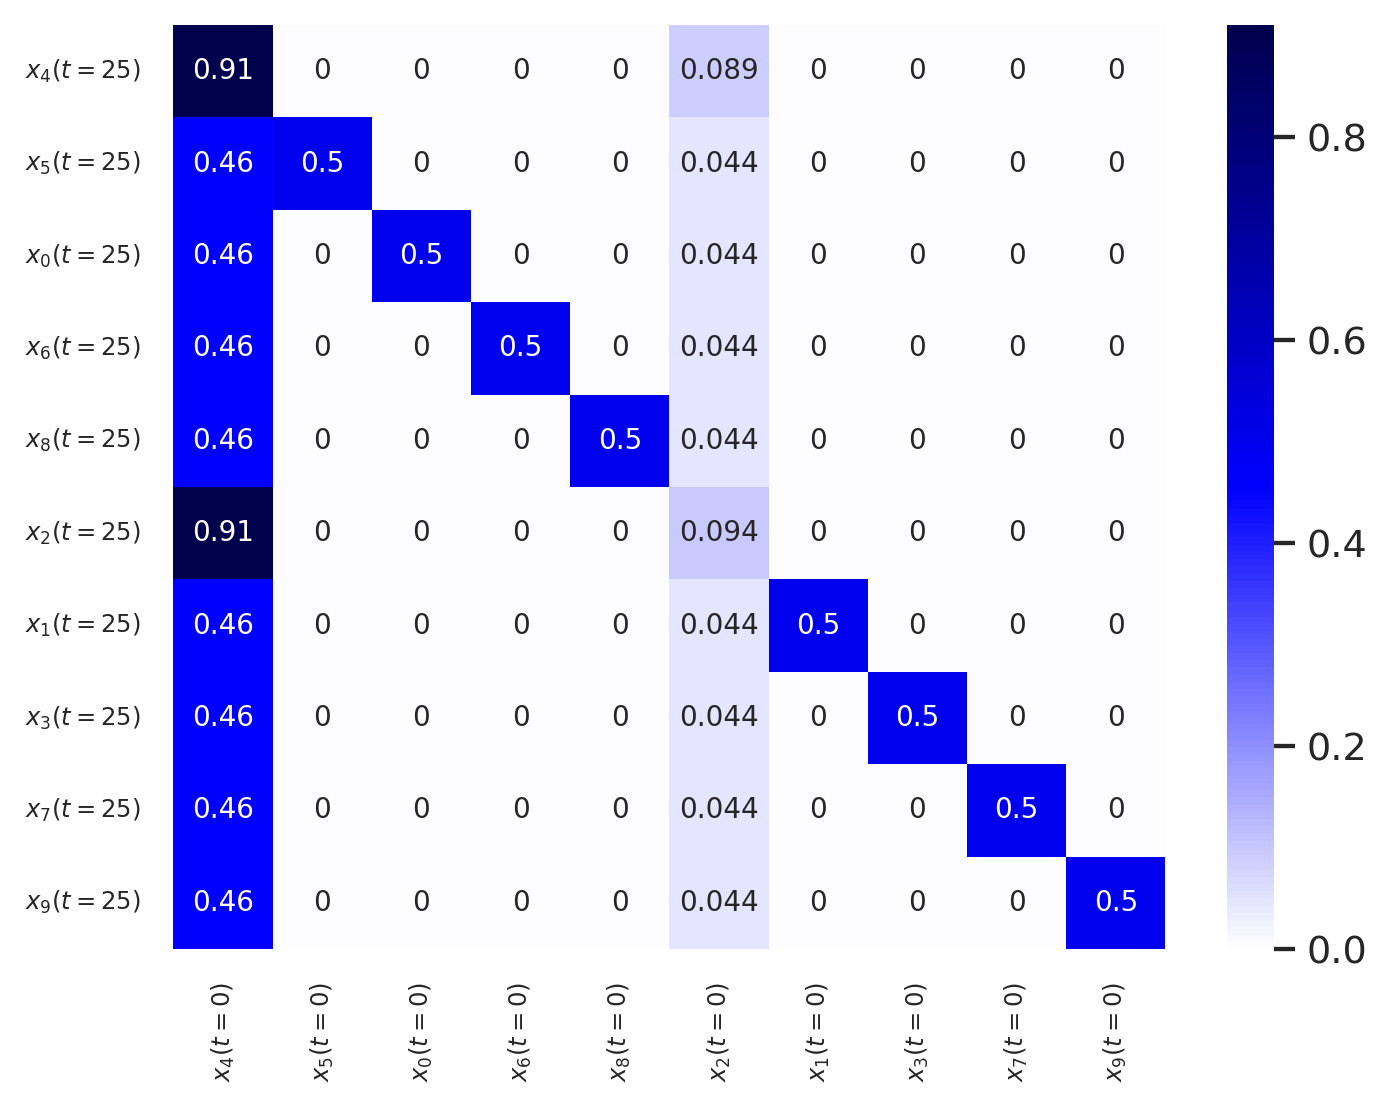 x₄(t = 25) 0.91 0 0 0 0 0.089 0 0 0 0
x₅(t = 25) 0.46 0.5 0 0 0 0.044 0 0 0 0
x₀(t = 25) 0.46 0 0.5 0 0 0.044 0 0 0 0
x₆(t = 25) 0.46 0 0 0.5 0 0.044 0 0 0 0
x₈(t = 25) 0.46 0 0 0 0.5 0.044 0 0 0 0
x₂(t = 25) 0.91 0 0 0 0 0.094 0 0 0 0
x₁(t = 25) 0.46 0 0 0 0 0.044 0.5 0 0 0
x₃(t = 25) 0.46 0 0 0 0 0.044 0 0.5 0 0
x₇(t = 25) 0.46 0 0 0 0 0.044 0 0 0.5 0
x₉(t = 25) 0.46 0 0 0 0 0.044 0 0 0 0.5
x₄(t = 0) x₅(t = 0) x₀(t = 0) x₆(t = 0) x₈(t = 0) x₂(t = 0) x₁(t = 0) x₃(t = 0) x₇(t = 0) x₉(t = 0)
0.8
0.6
0.4
0.2
0.0